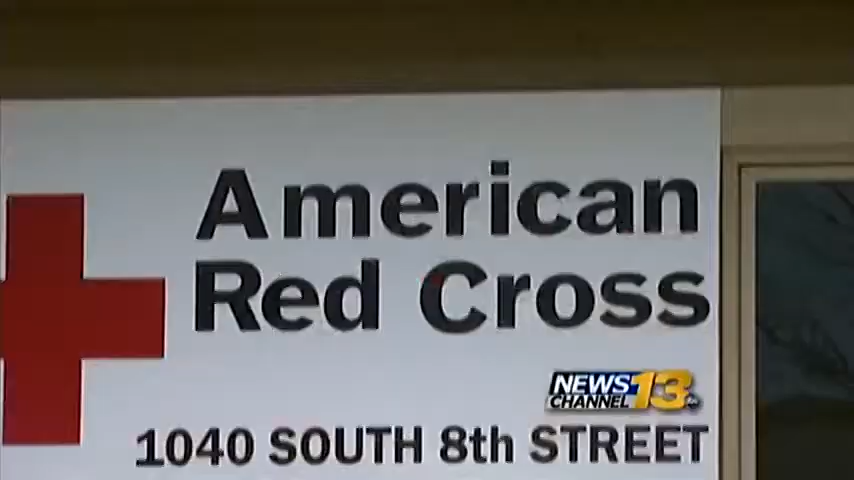 American
Red Cross
NEWS 13
CHANNEL
1040 SOUTH 8th STREET